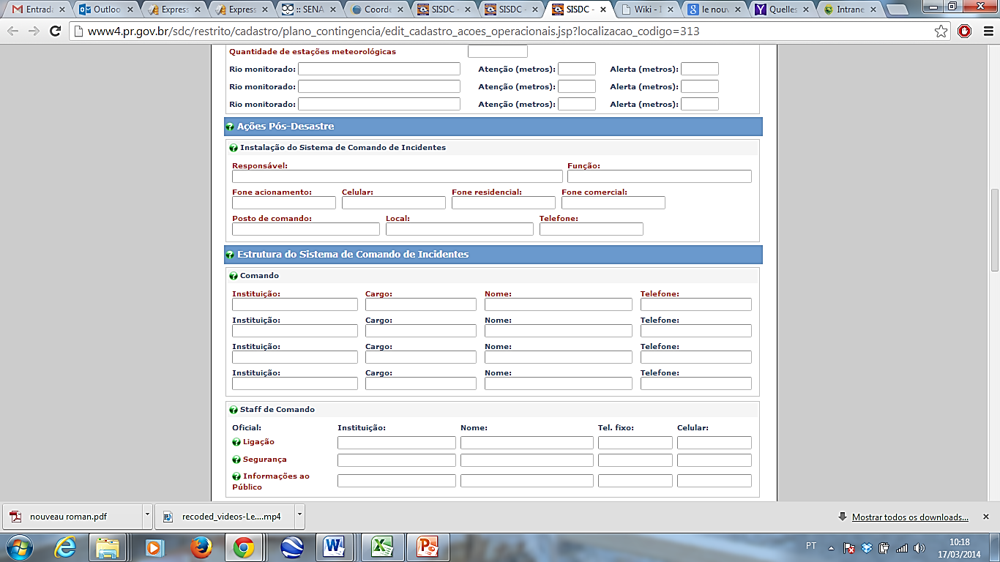 Entrada
Outloo
Express
Express
:: SENA
Coorde
SISDC -
SISDC -
SISDC -
Wiki - I
le nouv
Quelles
Intrane
www4.pr.gov.br/sdc/restrito/cadastro/plano_contingencia/edit_cadastro_acoes_operacionais.jsp?localizacao_codigo=313
Quantidade de estações meteorológicas
Rio monitorado: Atenção (metros): Alerta (metros):
Rio monitorado: Atenção (metros): Alerta (metros):
Rio monitorado: Atenção (metros): Alerta (metros):
Ações Pós-Desastre
Instalação do Sistema de Comando de Incidentes
Responsável: Função:
Fone acionamento: Celular: Fone residencial: Fone comercial:
Posto de comando: Local: Telefone:
Estrutura do Sistema de Comando de Incidentes
Comando
Instituição: Cargo: Nome: Telefone:
Instituição: Cargo: Nome: Telefone:
Instituição: Cargo: Nome: Telefone:
Instituição: Cargo: Nome: Telefone:
Staff de Comando
Oficial: Instituição: Nome: Tel. fixo: Celular:
Ligação
Segurança
Informações ao
Público
nouveau roman.pdf
recoded_videos-Le....mp4
Mostrar todos os downloads...
PT
10:18
17/03/2014